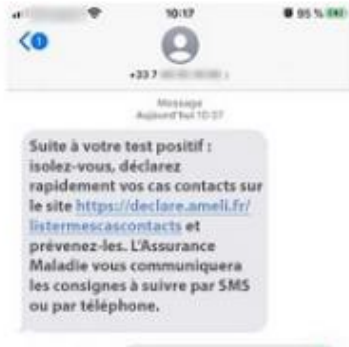 10:17
95 %
1
+33 7
Message
Aujourd'hui 10:07
Suite à votre test positif :
isolez-vous, déclarez
rapidement vos cas contacts sur
le site https://declare.ameli.fr/
listermescascontacts et
prévenez-les. L'Assurance
Maladie vous communiquera
les consignes à suivre par SMS
ou par téléphone.